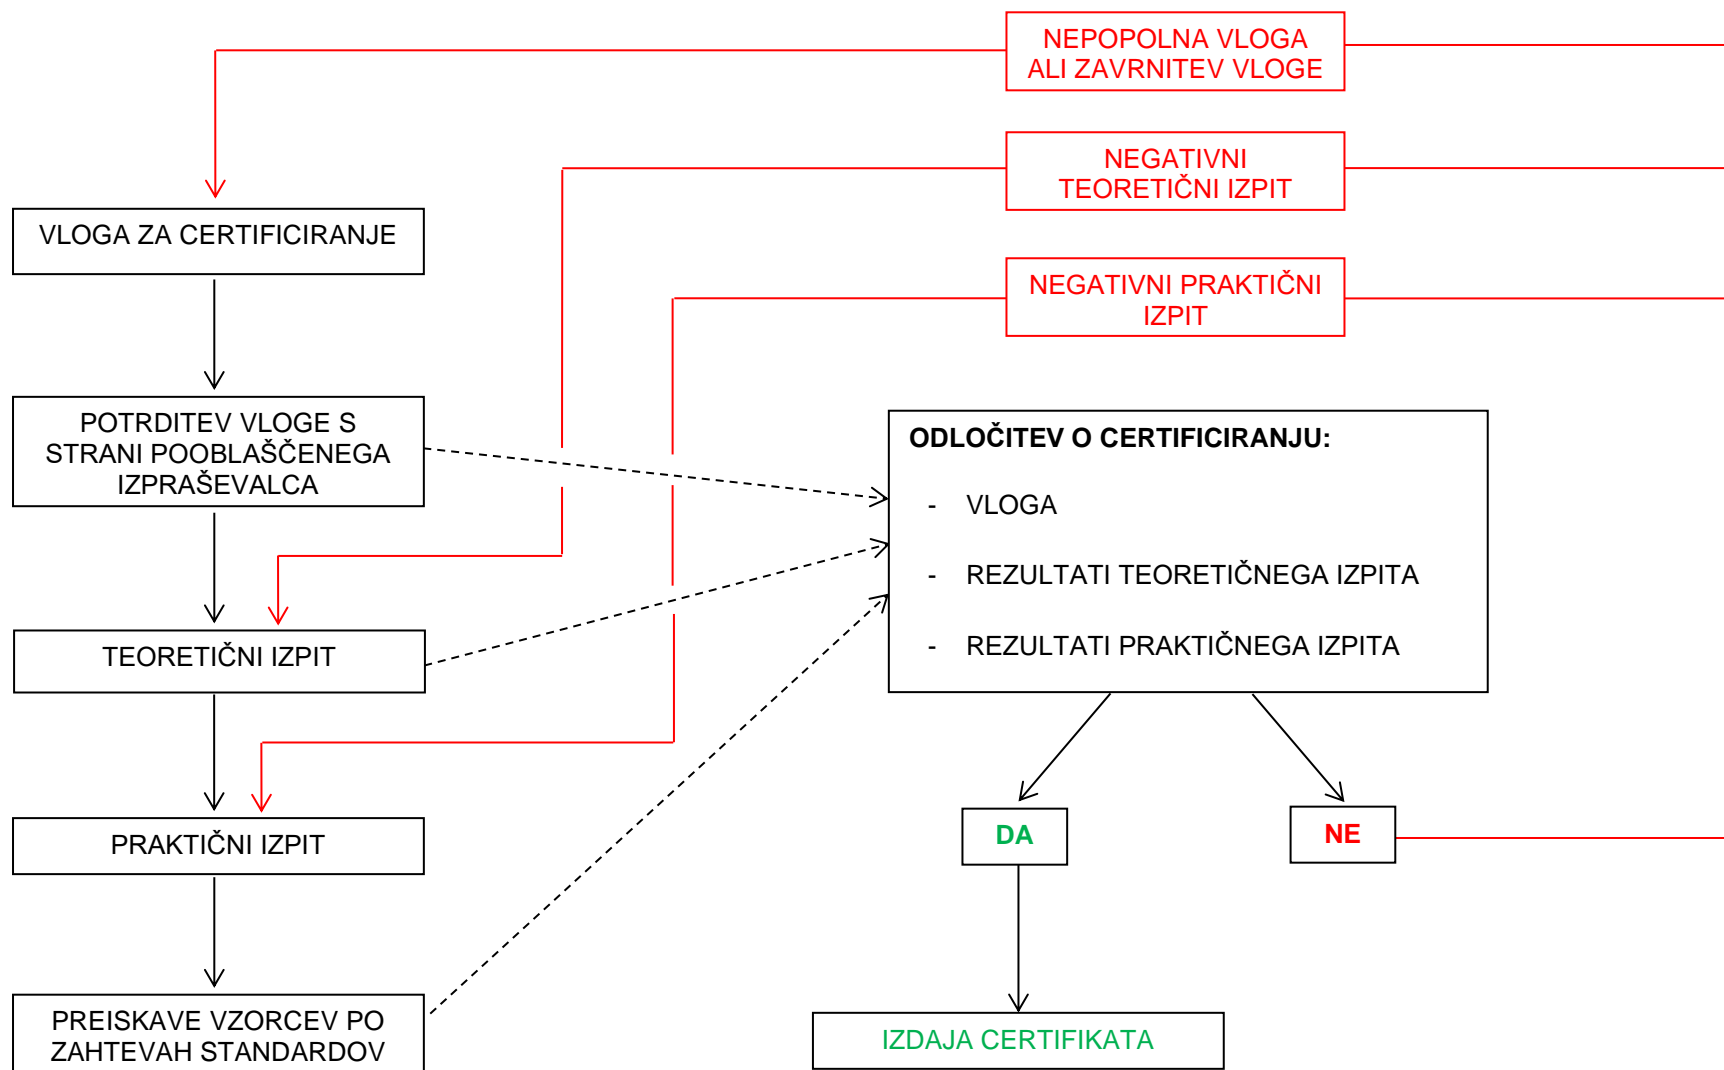 NEPOPOLNA VLOGA
ALI ZAVRNITEV VLOGE
NEGATIVNI
TEORETIČNI IZPIT
VLOGA ZA CERTIFICIRANJE
NEGATIVNI PRAKTIČNI
IZPIT
POTRDITEV VLOGE S
STRANI POOBLAŠČENEGA
IZPRAŠEVALCA
ODLOČITEV O CERTIFICIRANJU:
- VLOGA
- REZULTATI TEORETIČNEGA IZPITA
- REZULTATI PRAKTIČNEGA IZPITA
TEORETIČNI IZPIT
PRAKTIČNI IZPIT
DA
NE
PREISKAVE VZORCEV PO
ZAHTEVAH STANDARDOV
IZDAJA CERTIFIKATA